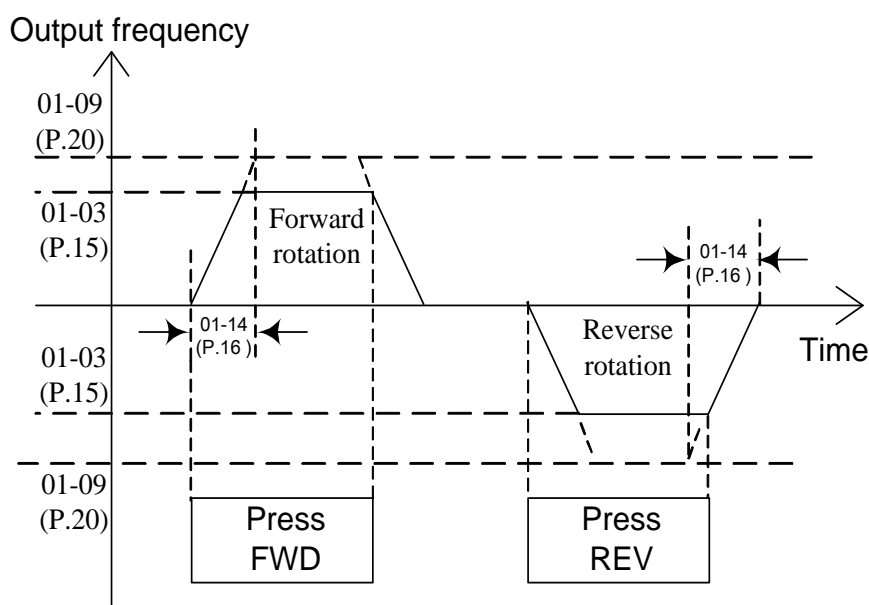 Output frequency
01-09
(P.20)
01-03
(P.15)
Forward
rotation
01-14
(P.16 )
01-14
(P.16 )
Reverse
rotation
Time
01-03
(P.15)
01-09
(P.20)
Press
FWD
Press
REV